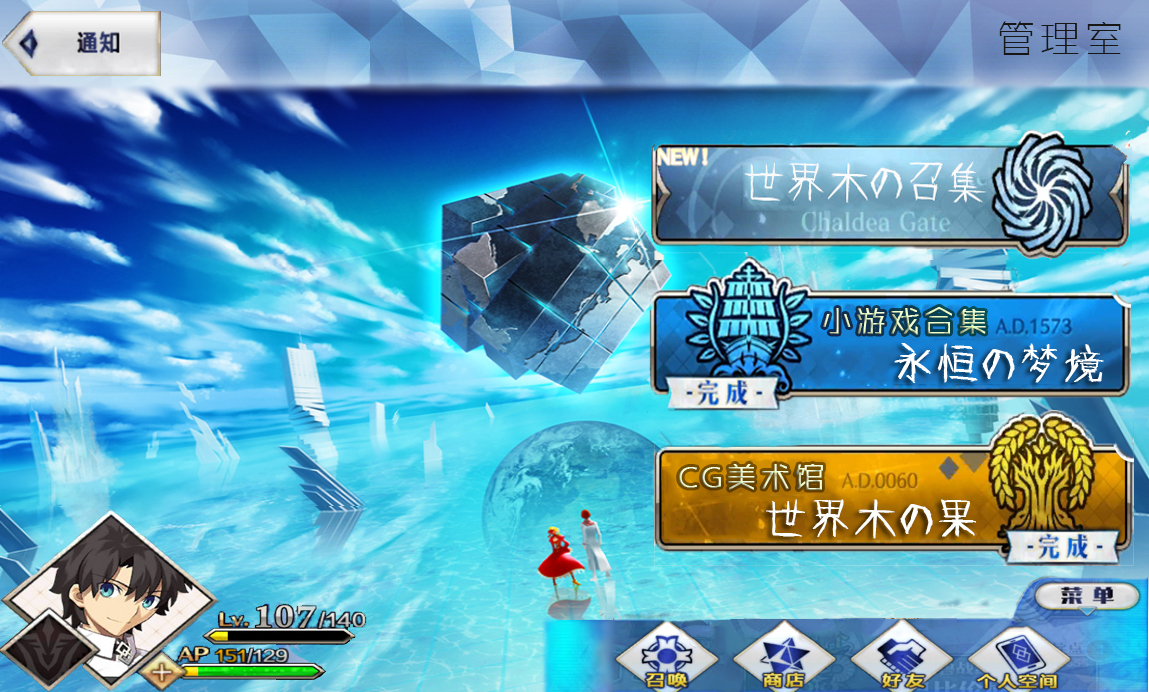 通知
管理室
NEW!
世界木の召集
Chaldea Gate
小游戏合集 A.D.1573
永恒の梦境
-完成-
CG美术馆 A.D.0060
世界木の果
-完成-
菜单
Lv. 107/140
AP 151/129
召唤
商店
好友
个人空间